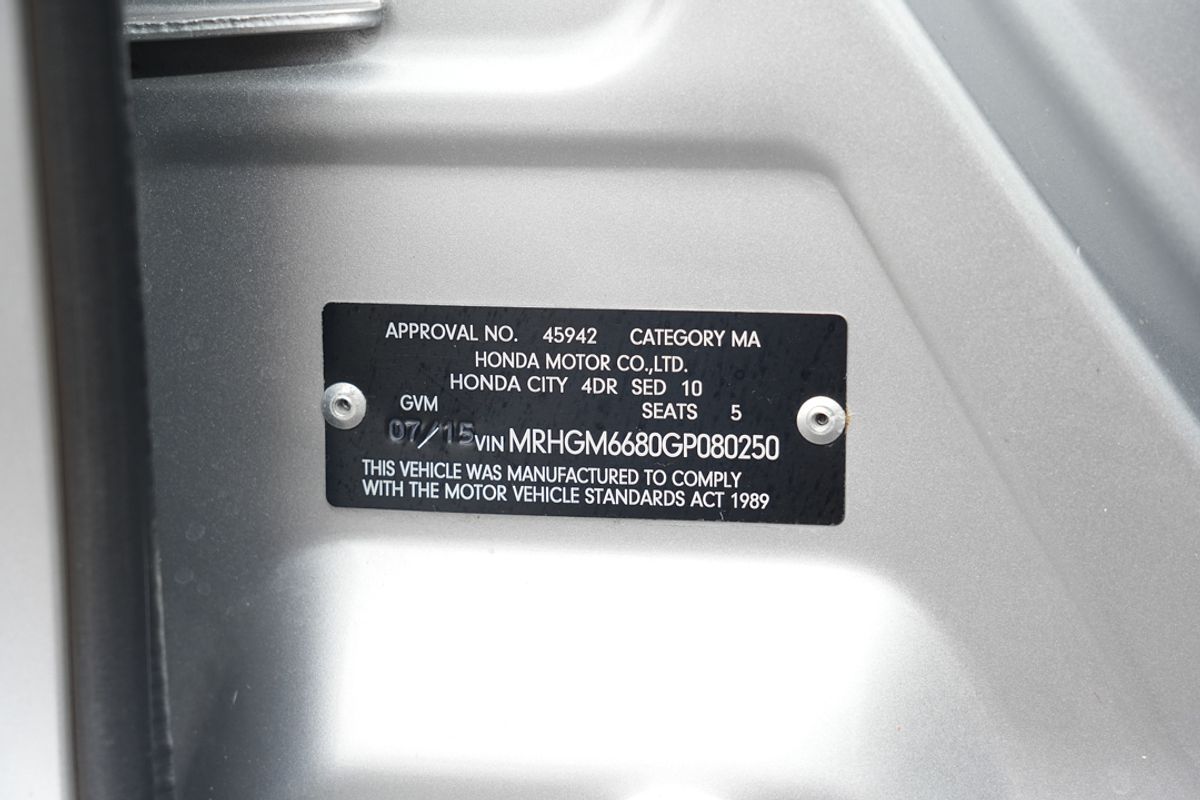 APPROVAL NO. 45942 CATEGORY MA
HONDA MOTOR CO.,LTD.
HONDA CITY 4DR SED 10
GVM SEATS 5
07/15 VIN MRHGM6680GP080250
THIS VEHICLE WAS MANUFACTURED TO COMPLY
WITH THE MOTOR VEHICLE STANDARDS ACT 1989